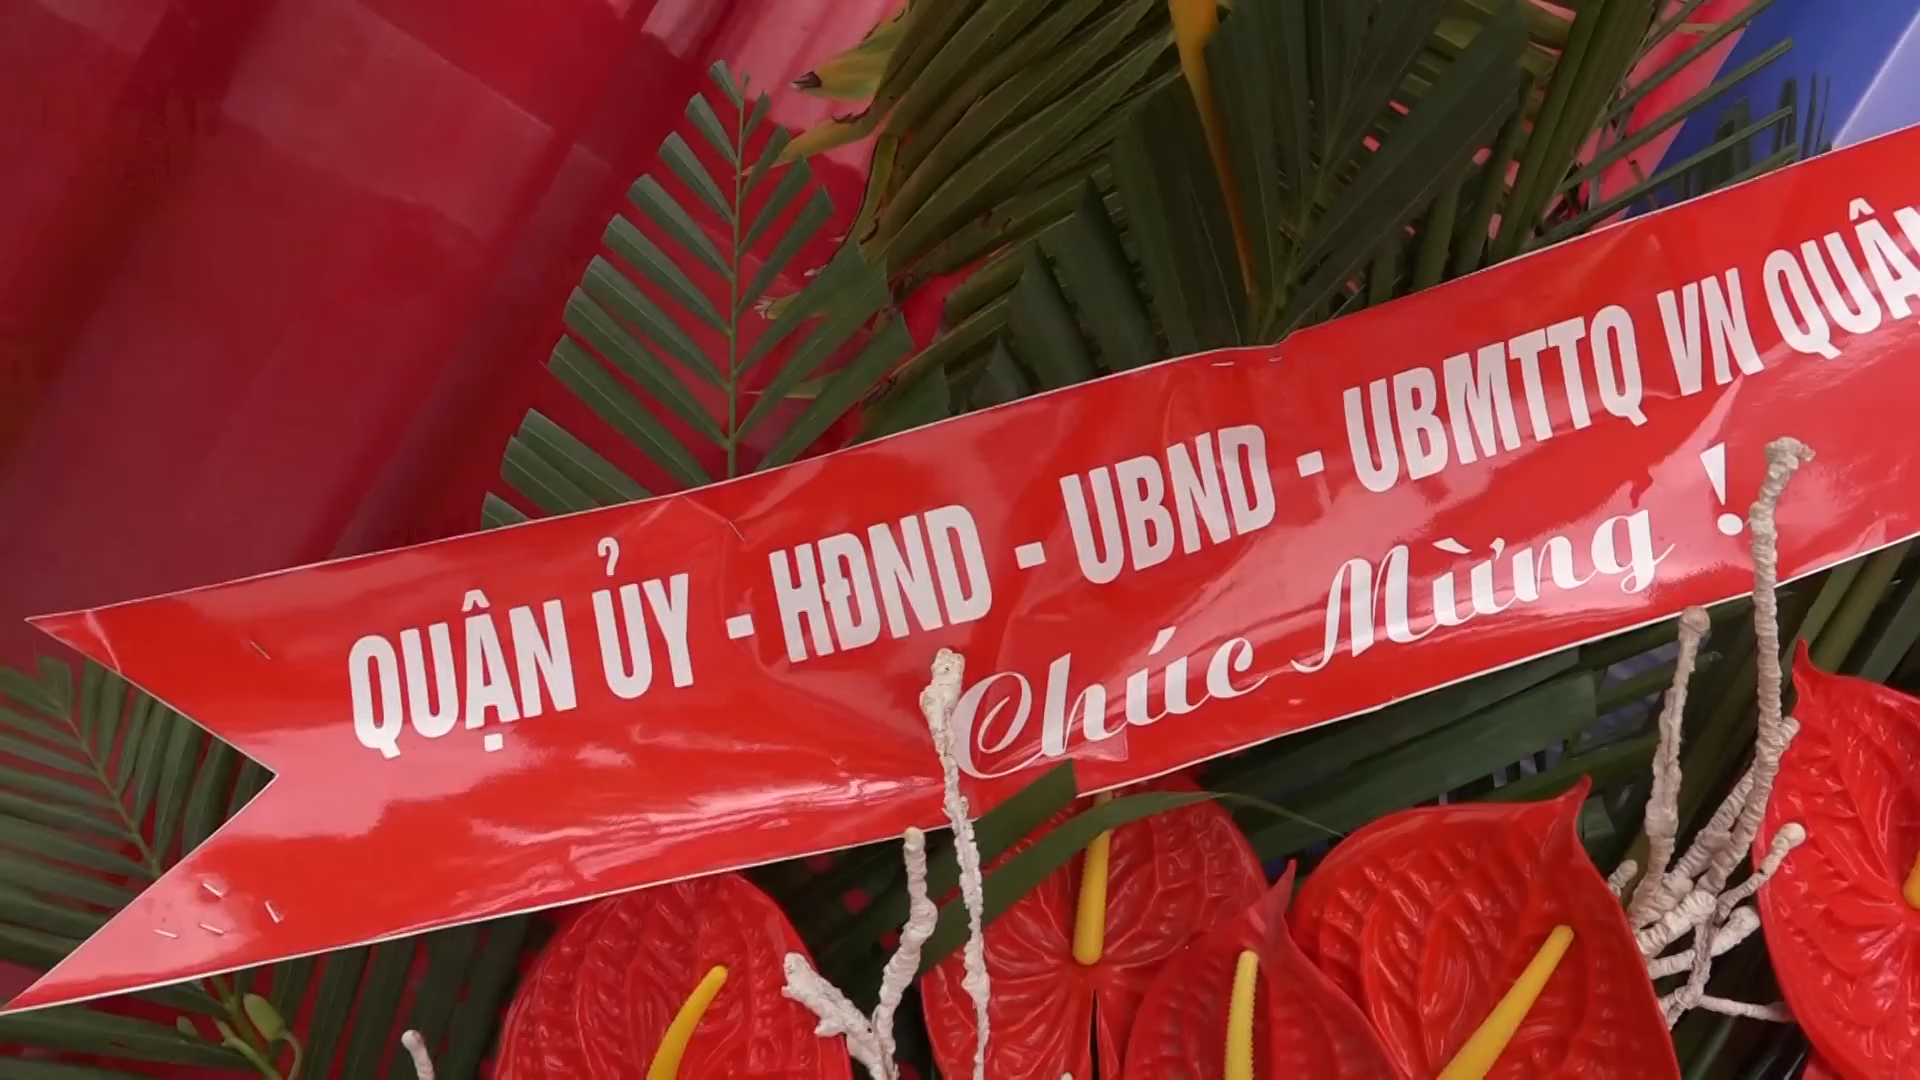 QUẬN ỦY - HĐND - UBND - UBMTTQ VN
Chúc Mừng !